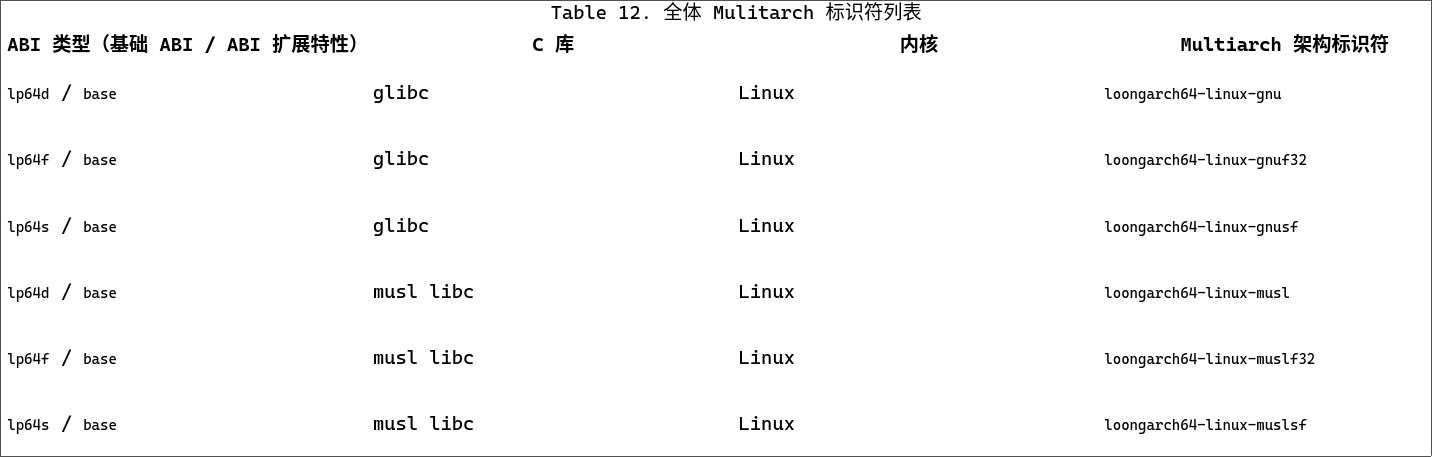 Table 12. 全体 Mulitarch 标识符列表
ABI 类型（基础 ABI / ABI 扩展特性） C 库 内核 Multiarch 架构标识符
lp64d / base glibc Linux loongarch64-linux-gnu
lp64f / base glibc Linux loongarch64-linux-gnuf32
lp64s / base glibc Linux loongarch64-linux-gnusf
lp64d / base musl libc Linux loongarch64-linux-musl
lp64f / base musl libc Linux loongarch64-linux-muslf32
lp64s / base musl libc Linux loongarch64-linux-muslsf